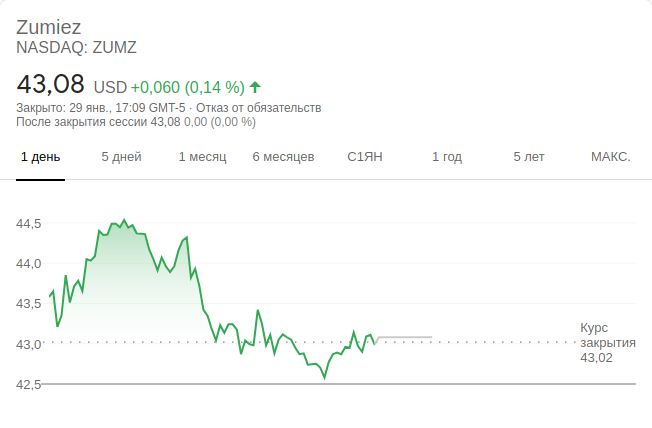 Zumiez
NASDAQ: ZUMZ
43,08 USD +0,060 (0,14 %)
Закрыто: 29 янв., 17:09 GMT-5 · Отказ от обязательств
После закрытия сессии 43,08 0,00 (0,00 %)
1 день 5 дней 1 месяц 6 месяцев С1ЯН 1 год 5 лет МАКС.
44,5
44,0
43,5
43,0
42,5
Курс
закрытия
43,02